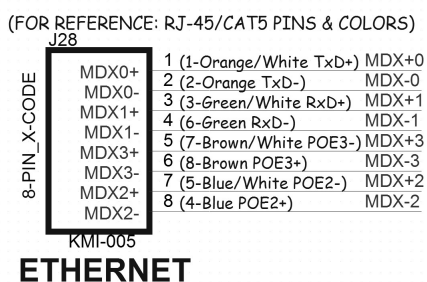 (FOR REFERENCE: RJ-45/CAT5 PINS & COLORS)
J28
8-PIN_X-CODE
MDX0+ 1 (1-Orange/White TxD+) MDX+0
MDX0- 2 (2-Orange TxD-) MDX-0
MDX1+ 3 (3-Green/White RxD+) MDX+1
MDX1- 4 (6-Green RxD-) MDX-1
MDX3+ 5 (7-Brown/White POE3-) MDX+3
MDX3- 6 (8-Brown POE3+) MDX-3
MDX2+ 7 (5-Blue/White POE2-) MDX+2
MDX2- 8 (4-Blue POE2+) MDX-2
KMI-005
ETHERNET